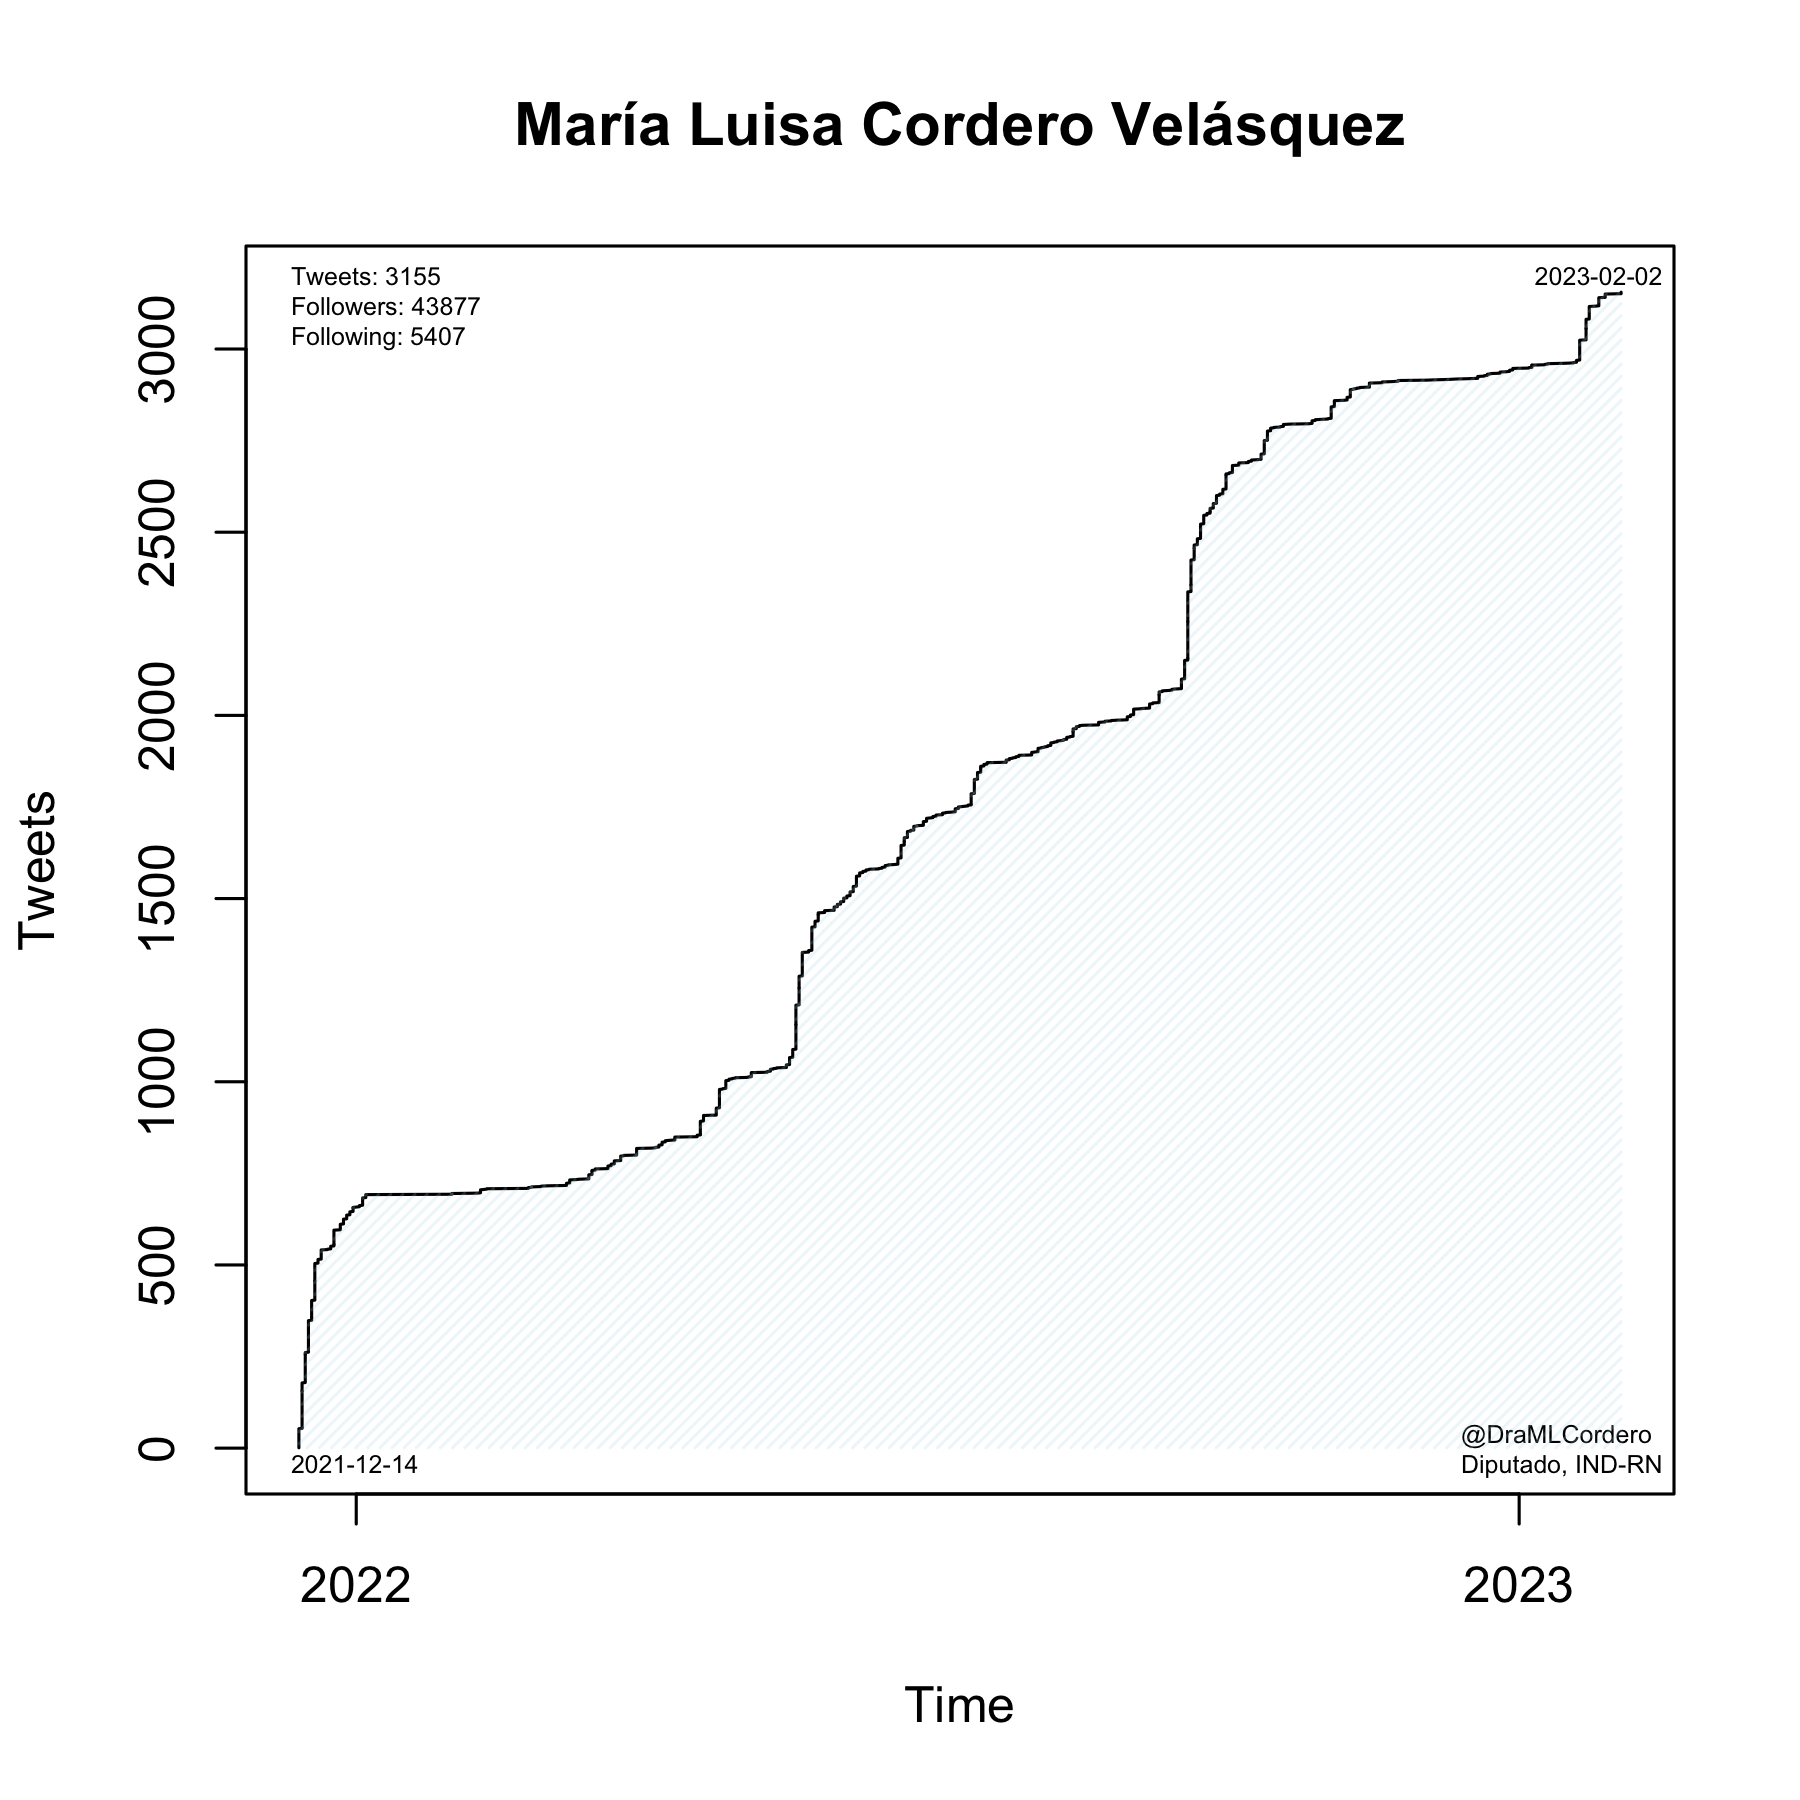 María Luisa Cordero Velásquez
Tweets: 3155
Followers: 43877
Following: 5407
2023-02-02
3000
2500
2000
1500
1000
500
0
Tweets
@DraMLCordero
Diputado, IND-RN
2021-12-14
2022
2023
Time